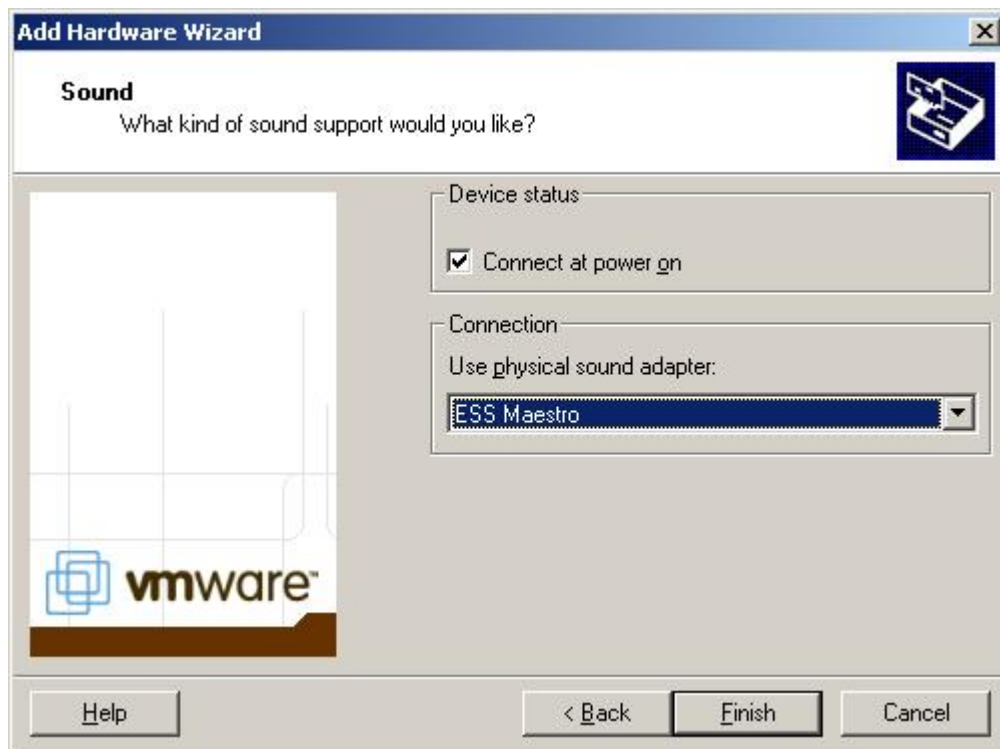 Add Hardware Wizard
Sound
What kind of sound support would you like?
Device status
Connect at power on
Connection
Use physical sound adapter:
ESS Maestro
vmware™
Help
< Back
Finish
Cancel